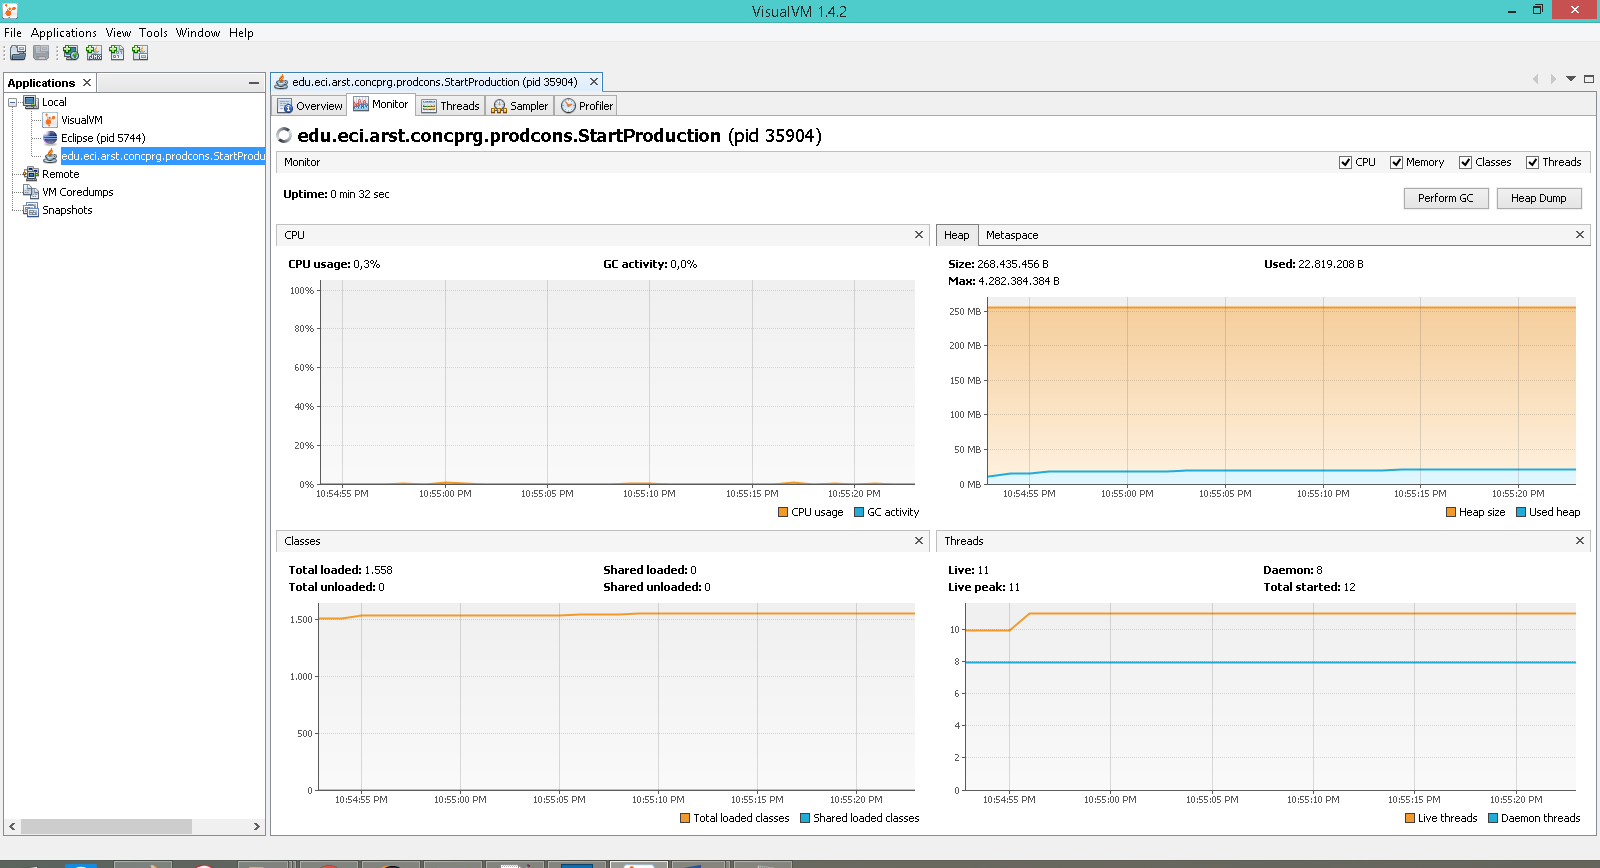 VisualVM 1.4.2
File Applications View Tools Window Help
Applications
Local
VisualVM
Eclipse (pid 5744)
edu.eci.arst.concprg.prodcons.StartProdu
Remote
VM Coredumps
Snapshots
edu.eci.arst.concprg.prodcons.StartProduction (pid 35904)
Overview Monitor Threads Sampler Profiler
edu.eci.arst.concprg.prodcons.StartProduction (pid 35904)
Monitor CPU Memory Classes Threads
Uptime: 0 min 32 sec
Perform GC Heap Dump
CPU
CPU usage: 0,3% GC activity: 0,0%
100%
80%
60%
40%
20%
0%
10:54:55 PM 10:55:00 PM 10:55:05 PM 10:55:10 PM 10:55:15 PM 10:55:20 PM
CPU usage GC activity
Heap Metaspace
Size: 268.435.456 B Used: 22.819.208 B
Max: 4.282.384.384 B
250 MB
200 MB
150 MB
100 MB
50 MB
0 MB
10:54:55 PM 10:55:00 PM 10:55:05 PM 10:55:10 PM 10:55:15 PM 10:55:20 PM
Heap size Used heap
Classes
Total loaded: 1.558 Shared loaded: 0
Total unloaded: 0 Shared unloaded: 0
1.500
1.000
500
0
10:54:55 PM 10:55:00 PM 10:55:05 PM 10:55:10 PM 10:55:15 PM 10:55:20 PM
Total loaded classes Shared loaded classes
Threads
Live: 11 Daemon: 8
Live peak: 11 Total started: 12
10
8
6
4
2
0
10:54:55 PM 10:55:00 PM 10:55:05 PM 10:55:10 PM 10:55:15 PM 10:55:20 PM
Live threads Daemon threads